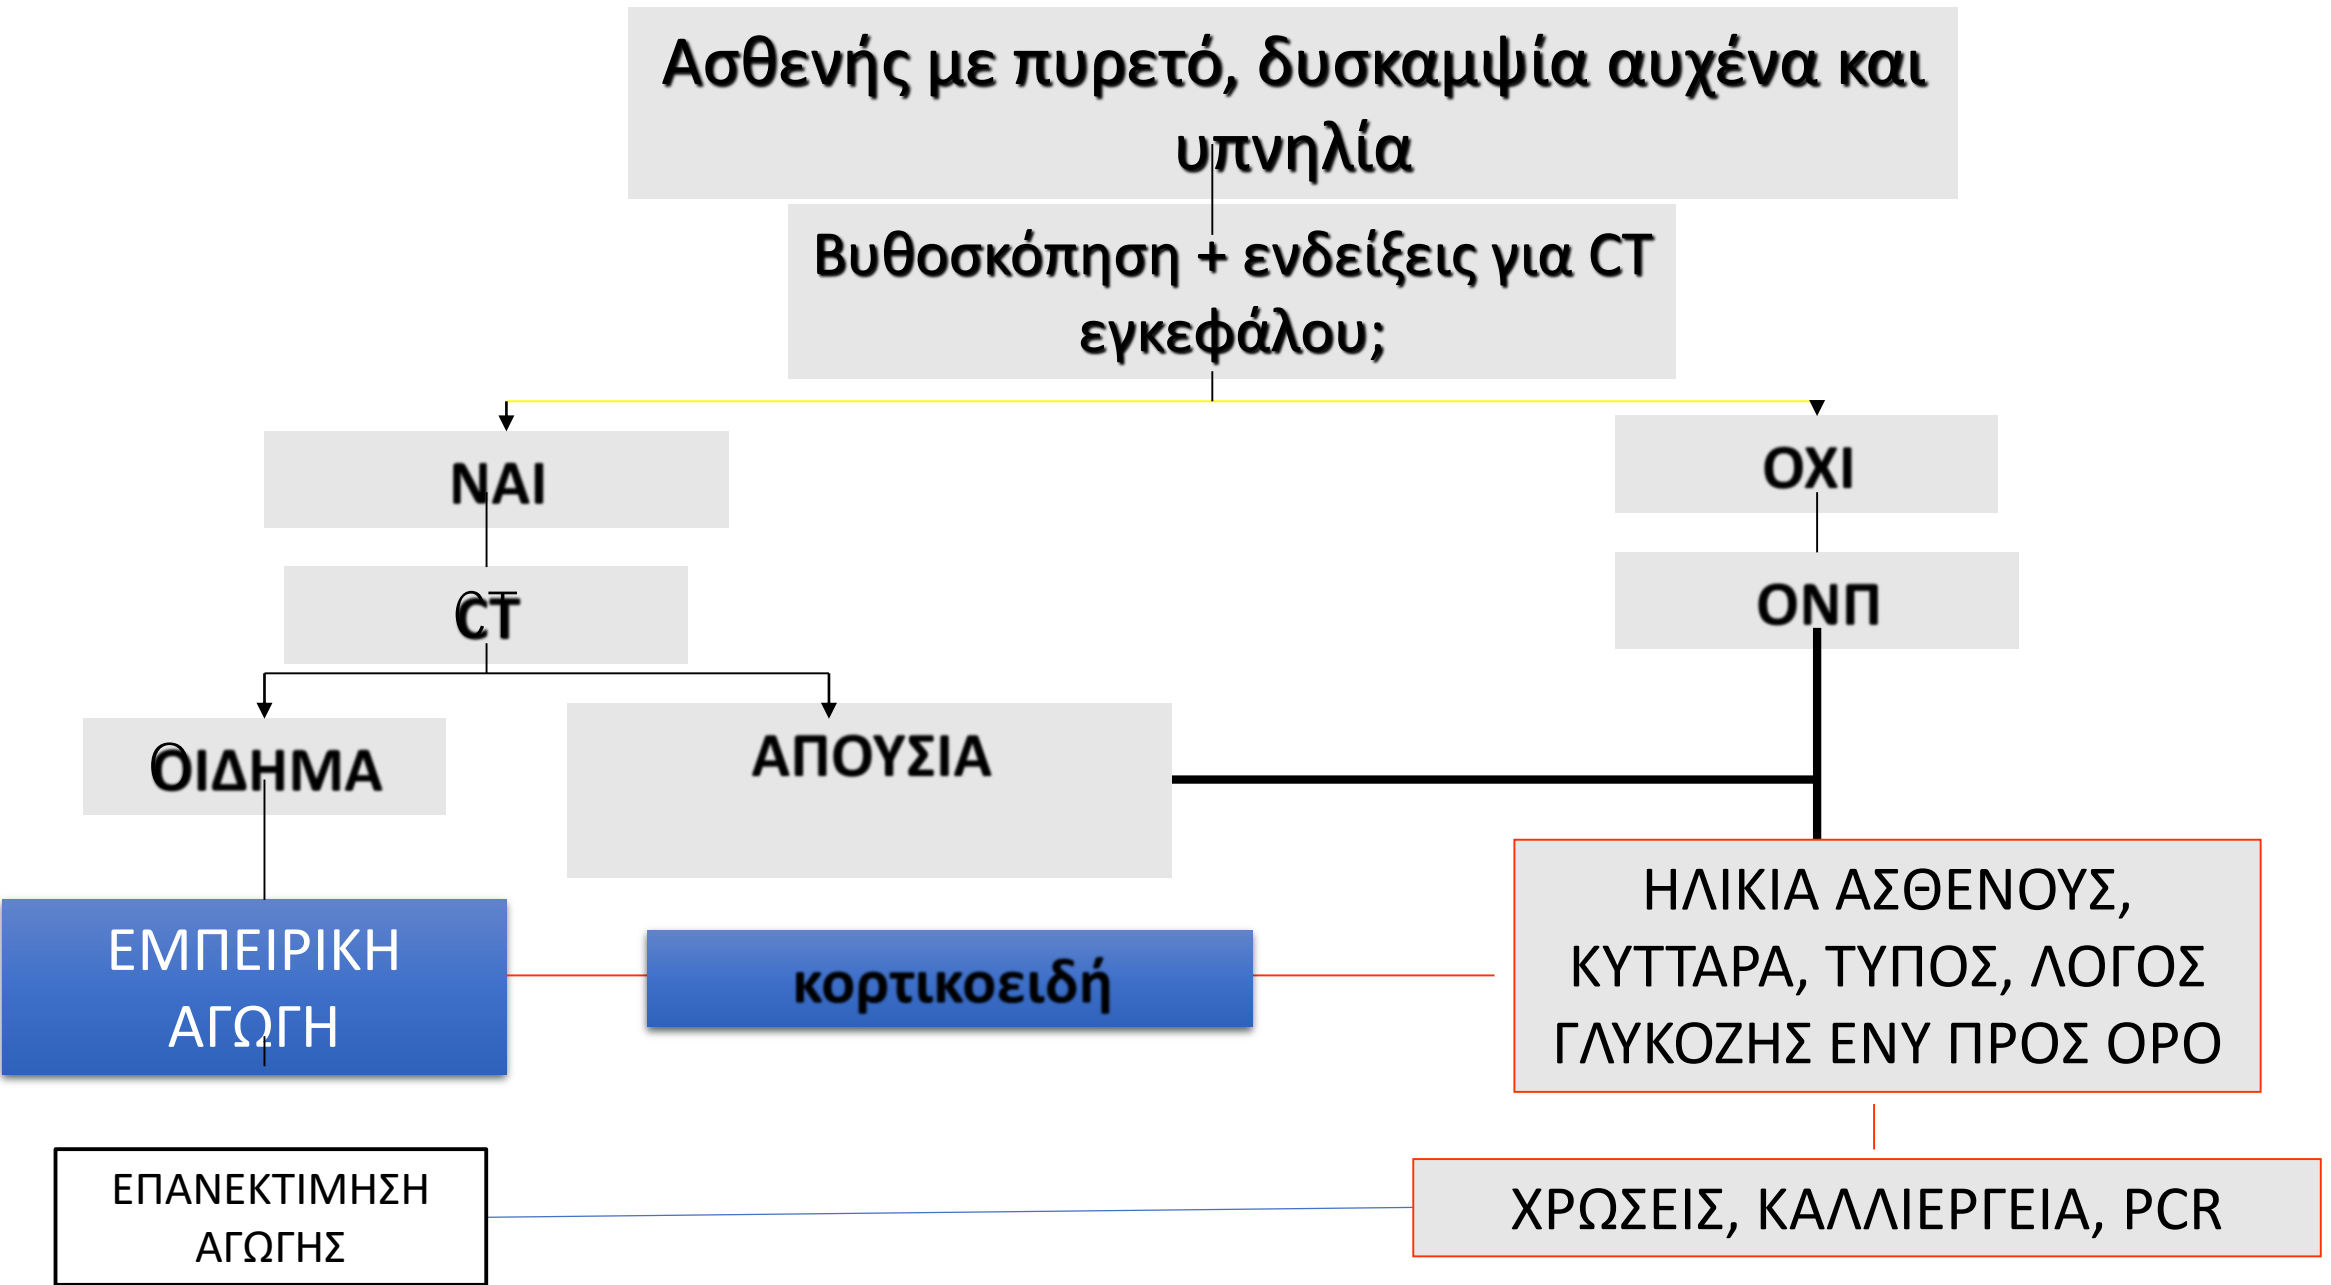 Ασθενής με πυρετό, δυσκαμψία αυχένα και
υπνηλία
Βυθοσκόπηση + ενδείξεις για CT
εγκεφάλου;
ΝΑΙ
ΟΧΙ
CT
ΟΝΠ
ΟΙΔΗΜΑ
ΑΠΟΥΣΙΑ
ΗΛΙΚΙΑ ΑΣΘΕΝΟΥΣ,
ΚΥΤΤΑΡΑ, ΤΥΠΟΣ, ΛΟΓΟΣ
ΓΛΥΚΟΖΗΣ ΕΝΥ ΠΡΟΣ ΟΡΟ
ΕΜΠΕΙΡΙΚΗ
ΑΓΩΓΗ
κορτικοειδή
ΕΠΑΝΕΚΤΙΜΗΣΗ
ΑΓΩΓΗΣ
ΧΡΩΣΕΙΣ, ΚΑΛΛΙΕΡΓΕΙΑ, PCR